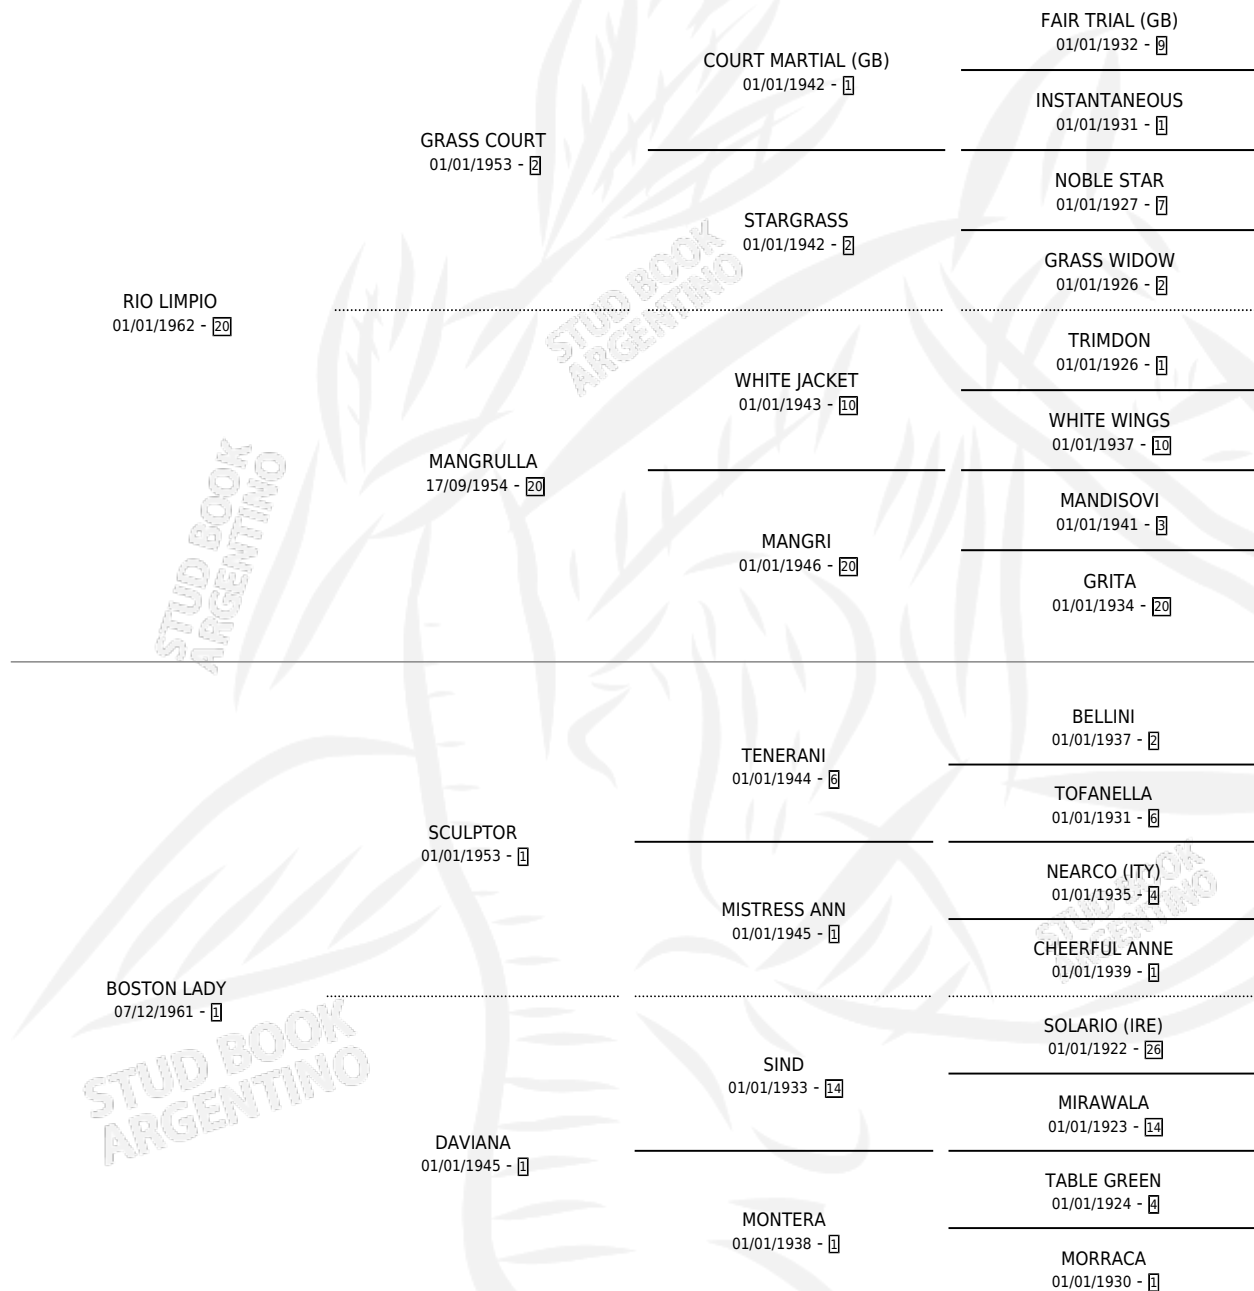 FAIR TRIAL (GB)
01/01/1932 - 9
COURT MARTIAL (GB)
01/01/1942 - 1
INSTANTANEOUS
01/01/1931 - 1
GRASS COURT
01/01/1953 - 2
NOBLE STAR
01/01/1927 - 7
STARGRASS
01/01/1942 - 2
GRASS WIDOW
01/01/1926 - 2
RIO LIMPIO
01/01/1962 - 20
TRIMDON
01/01/1926 - 1
WHITE JACKET
01/01/1943 - 10
WHITE WINGS
01/01/1937 - 10
MANGRULLA
17/09/1954 - 20
MANDISOVI
01/01/1941 - 3
MANGRI
01/01/1946 - 20
GRITA
01/01/1934 - 20
BELLINI
01/01/1937 - 2
TENERANI
01/01/1944 - 6
TOFANELLA
01/01/1931 - 6
SCULPTOR
01/01/1953 - 1
NEARCO (ITY)
01/01/1935 - 4
MISTRESS ANN
01/01/1945 - 1
CHEERFUL ANNE
01/01/1939 - 1
BOSTON LADY
07/12/1961 - 1
SOLARIO (IRE)
01/01/1922 - 26
SIND
01/01/1933 - 14
MIRAWALA
01/01/1923 - 14
DAVIANA
01/01/1945 - 1
TABLE GREEN
01/01/1924 - 4
MONTERA
01/01/1938 - 1
MORRACA
01/01/1930 - 1
STUD BOOK
ARGENTINO
STUD BOOK
ARGENTINO
STUD BOOK
ARGENTINO
STUD BOOK
ARGENTINO